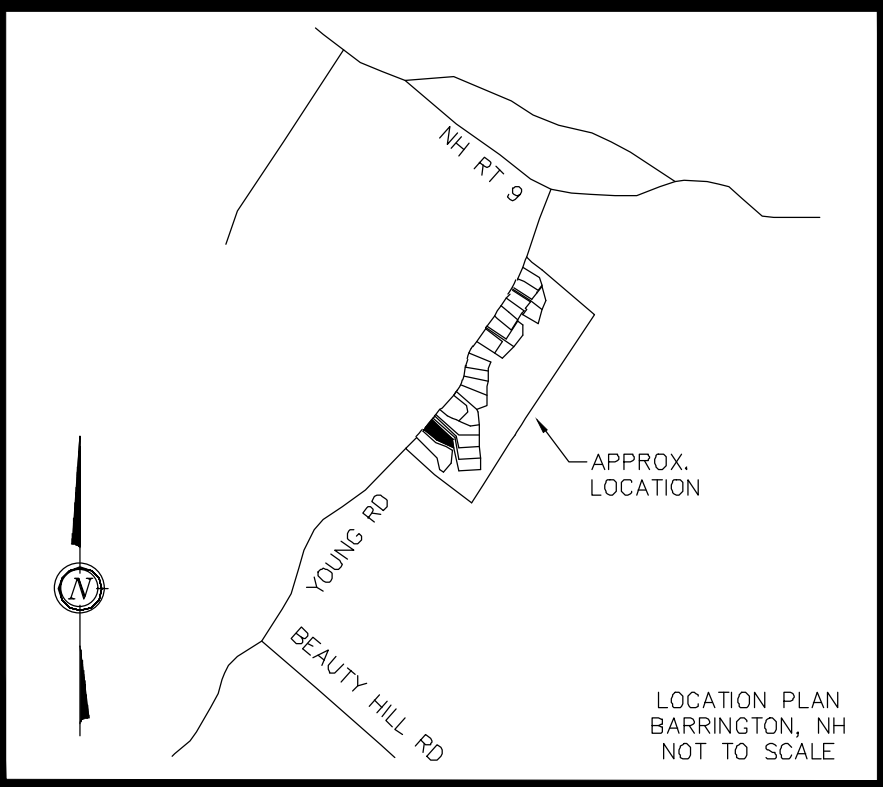 NH RT 9
APPROX.
LOCATION
YOUNG RD
N
BEAUTY HILL RD
LOCATION PLAN
BARRINGTON, NH
NOT TO SCALE